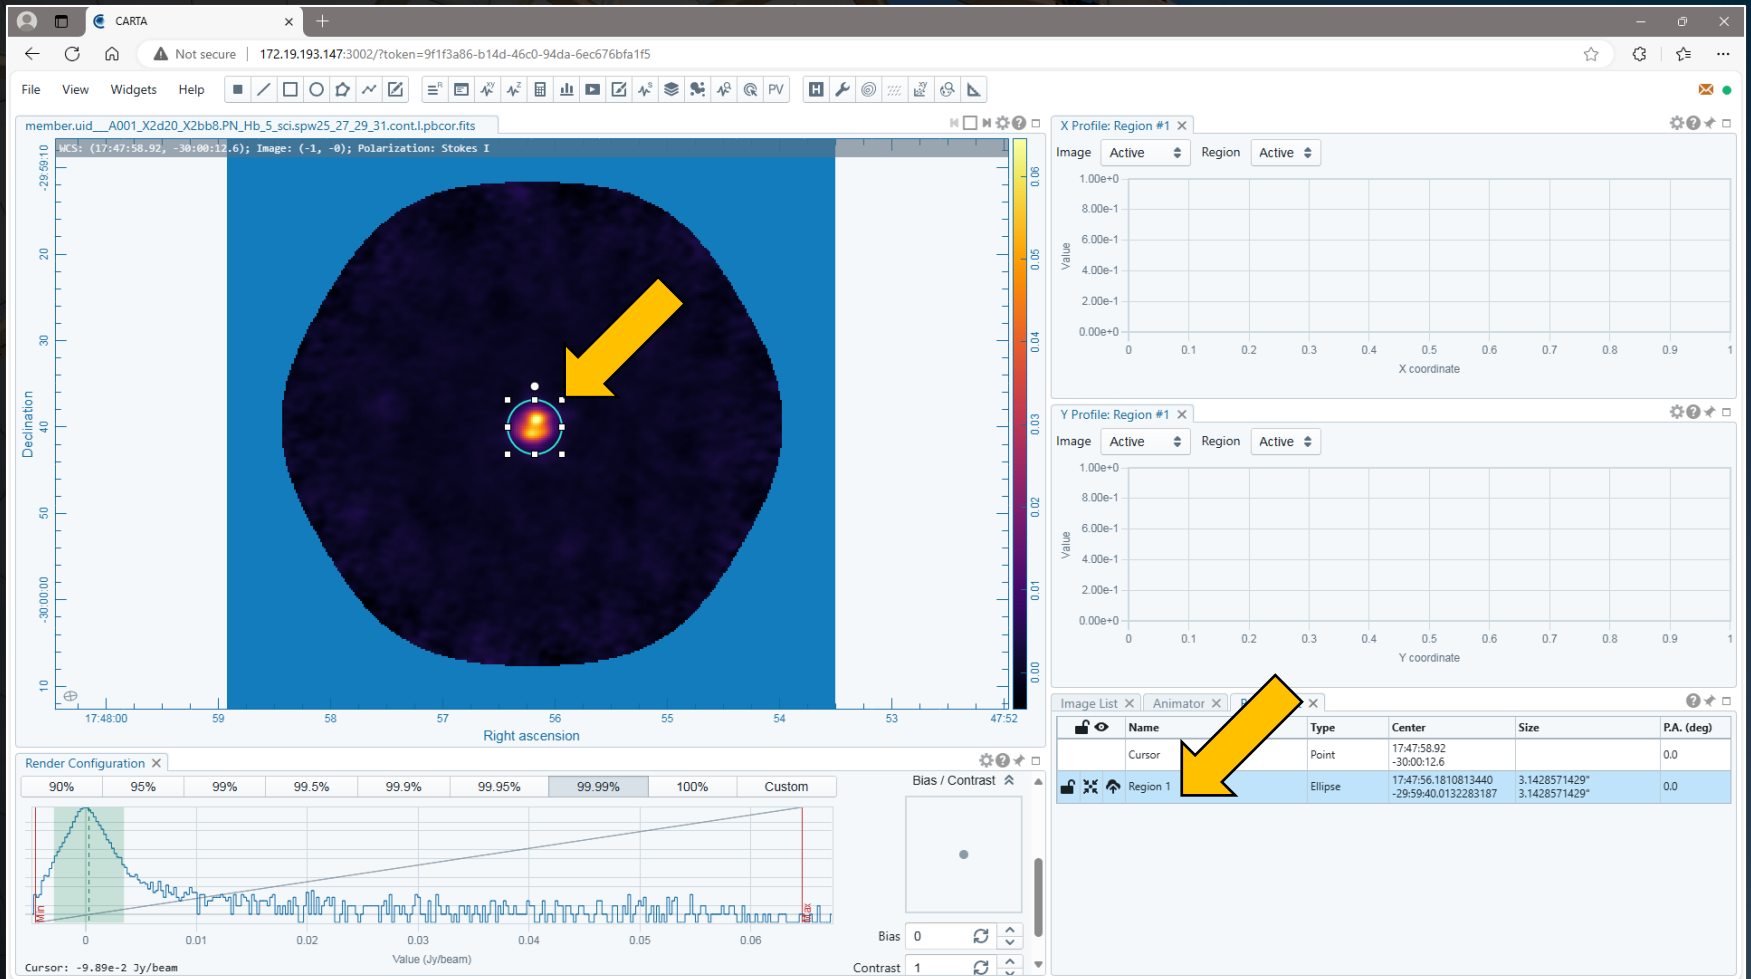 CARTA
Not secure
172.19.193.147:3002/?token=9f1f3a86-b14d-46c0-94da-6ec676bfa1f5
File View Widgets Help
PV
member.uid___A001_X2d20_X2bb8.PN_Hb_5_sci.spw25_27_29_31.cont.I.pbcor.fits
WCS: (17:47:58.92, -30:00:12.6); Image: (-1, -0); Polarization: Stokes I
-29:59:10
20
30
40
50
-30:00:00
10
Declination
17:48:00 59 58 57 56 55 54 53 47:52
Right ascension
0.06
0.05
0.04
0.03
0.02
0.01
0.00
Render Configuration
90% 95% 99% 99.5% 99.9% 99.95% 99.99% 100% Custom
Min
Max
0 0.01 0.02 0.03 0.04 0.05 0.06
Value (Jy/beam)
Cursor: -9.89e-2 Jy/beam
Bias / Contrast
Bias 0
Contrast 1
X Profile: Region #1
Image Active Region Active
1.00e+0
8.00e-1
6.00e-1
4.00e-1
2.00e-1
0.00e+0
Value
0 0.1 0.2 0.3 0.4 0.5 0.6 0.7 0.8 0.9 1
X coordinate
Y Profile: Region #1
Image Active Region Active
1.00e+0
8.00e-1
6.00e-1
4.00e-1
2.00e-1
0.00e+0
Value
0 0.1 0.2 0.3 0.4 0.5 0.6 0.7 0.8 0.9 1
Y coordinate
Image List Animator
Name Type Center Size P.A. (deg)
Cursor Point 17:47:58.92 0.0
-30:00:12.6
Region 1 Ellipse 17:47:56.1810813440 3.1428571429" 0.0
-29:59:40.0132283187 3.1428571429"